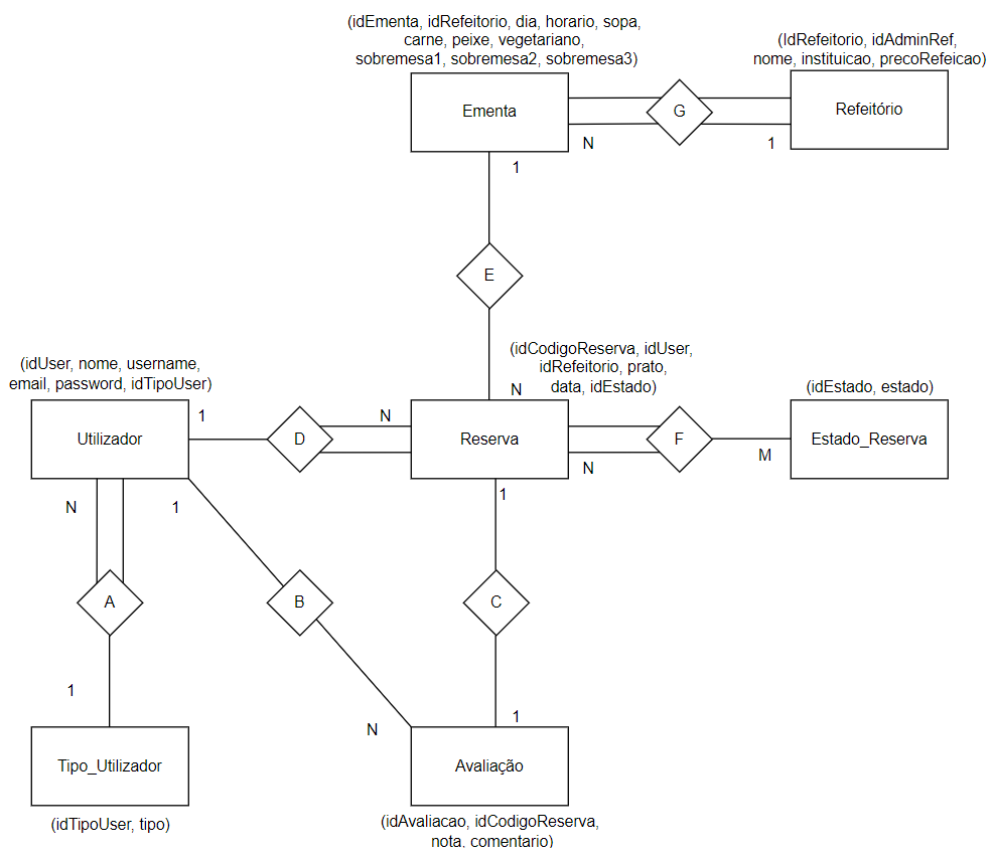 (idEmenta, idRefeitorio, dia, horario, sopa,
carne, peixe, vegetariano,
sobremesa1, sobremesa2, sobremesa3)
(IdRefeitorio, idAdminRef,
nome, instituicao, precoRefeicao)
Ementa
G
Refeitório
N
1
1
E
(idUser, nome, username,
email, password, idTipoUser)
(idCodigoReserva, idUser,
idRefeitorio, prato,
data, idEstado)
(idEstado, estado)
N
Utilizador
1
D
N
Reserva
F
Estado_Reserva
N
M
N
1
1
A
B
C
1
N
1
Tipo_Utilizador
Avaliação
(idTipoUser, tipo)
(idAvaliacao, idCodigoReserva,
nota, comentario)